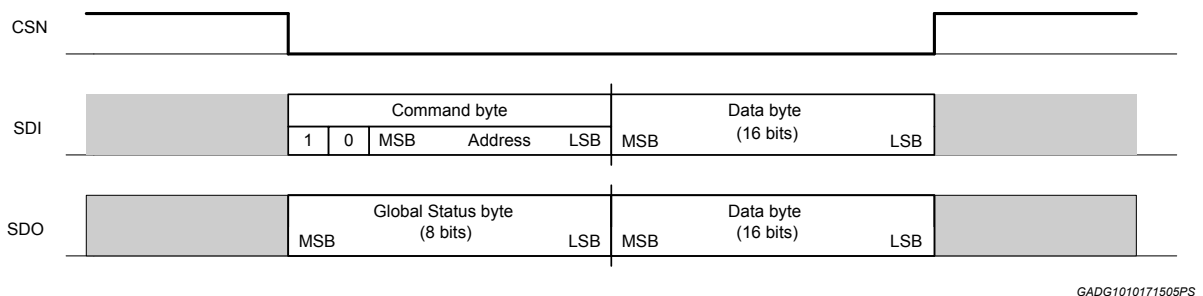 CSN
SDI
Command byte
1 0 MSB Address LSB
Data byte
(16 bits)
MSB LSB
SDO
Global Status byte
(8 bits)
MSB LSB
Data byte
(16 bits)
MSB LSB
GADG1010171505PS